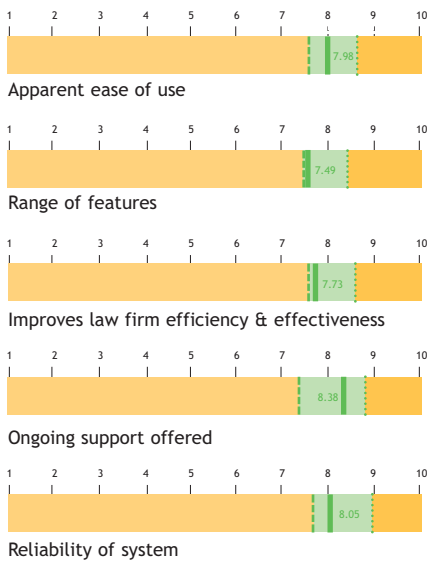 1 2 3 4 5 6 7 8 9 10
7.98
Apparent ease of use
1 2 3 4 5 6 7 8 9 10
7.49
Range of features
1 2 3 4 5 6 7 8 9 10
7.73
Improves law firm efficiency & effectiveness
1 2 3 4 5 6 7 8 9 10
8.38
Ongoing support offered
1 2 3 4 5 6 7 8 9 10
8.05
Reliability of system